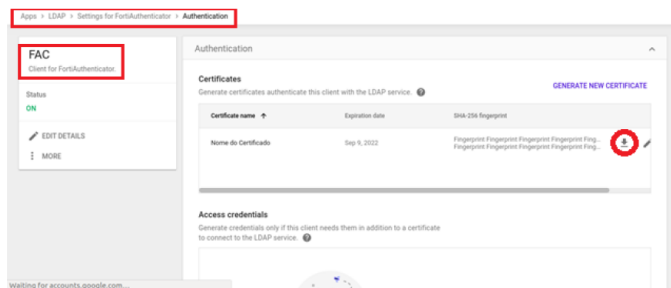 Apps > LDAP > Settings for FortiAuthenticator > Authentication
FAC
Client for FortiAuthenticator.
Status
ON
EDIT DETAILS
MORE
Authentication
Certificates
Generate certificates authenticate this client with the LDAP service.
GENERATE NEW CERTIFICATE
Certificate name
Expiration date
SHA-256 fingerprint
Nome do Certificado
Sep 9, 2022
Fingerprint Fingerprint Fingerprint Fingerprint Fing...
Fingerprint Fingerprint Fingerprint Fingerprint Fing...
Access credentials
Generate credentials only if this client needs them in addition to a certificate
to connect to the LDAP service.
Waiting for accounts.google.com...